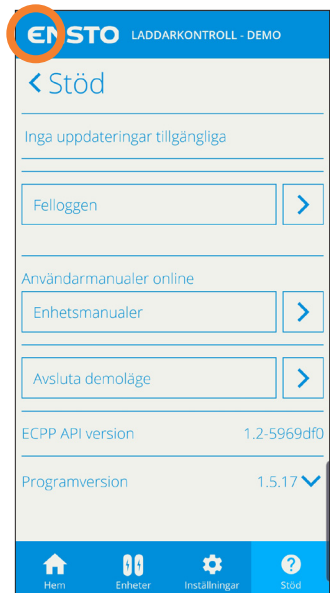 ENSTO LADDARKONTROLL - DEMO
Stöd
Inga uppdateringar tillgängliga
Felloggen
Användarmanualer online
Enhetsmanualer
Avsluta demoläge
ECPP API version 1.2-5969df0
Programversion 1.5.17
Hem Enheter Inställningar Stöd